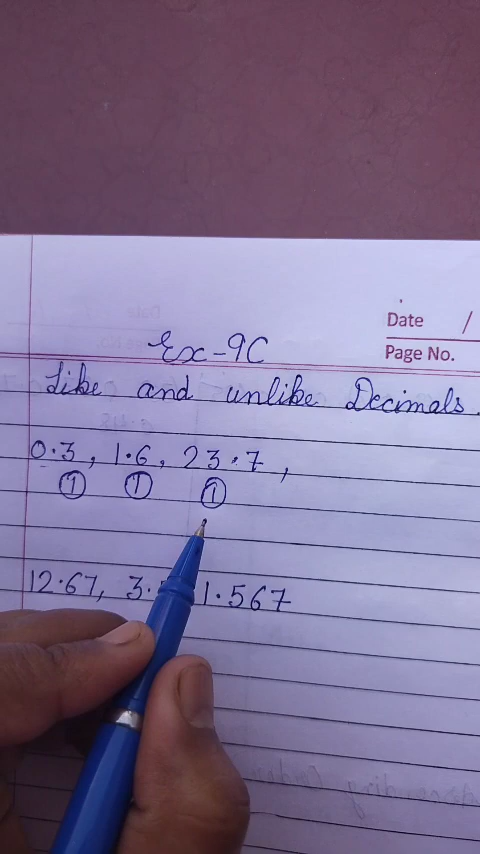 Date /
Page No.
Ex-9C
Like and unlike Decimals.
0.3, 1.6, 23.7,
1 1 1
12.67, 3. 1.567